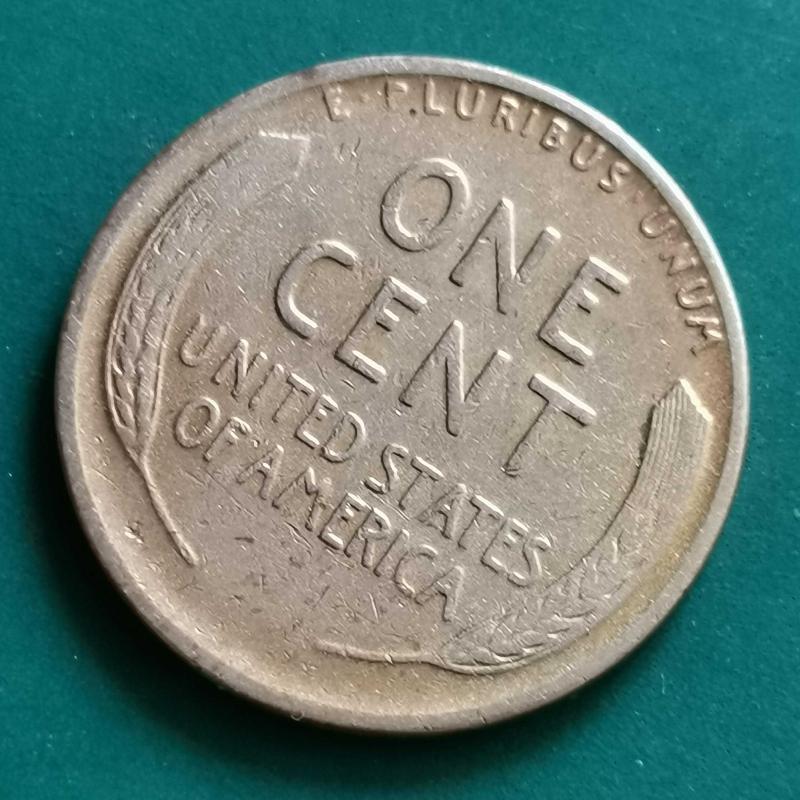 E·PLURIBUS·UNUM
ONE
CENT
UNITED STATES
OF AMERICA